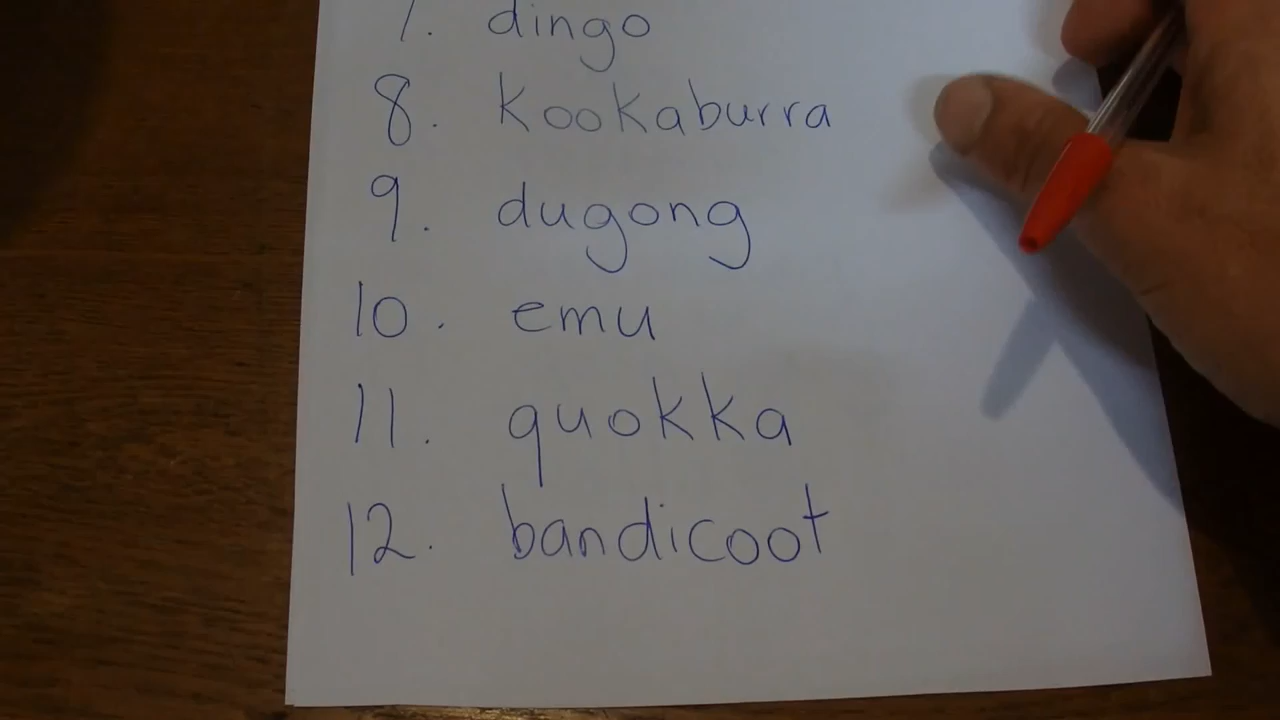 7. dingo
8. kookaburra
9. dugong
10. emu
11. quokka
12. bandicoot